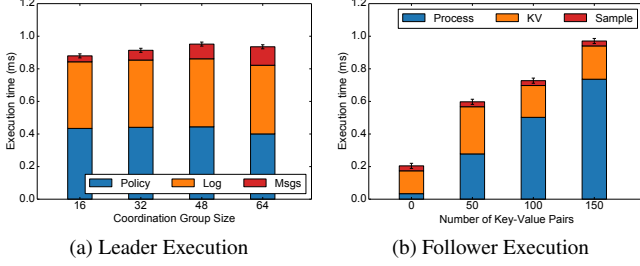 1.2
1.0
0.8
0.6
0.4
0.2
0.0
Execution time (ms)
Policy Log Msgs
16 32 48 64
Coordination Group Size
(a) Leader Execution
Process KV Sample
1.2
1.0
0.8
0.6
0.4
0.2
0.0
Execution time (ms)
0 50 100 150
Number of Key-Value Pairs
(b) Follower Execution